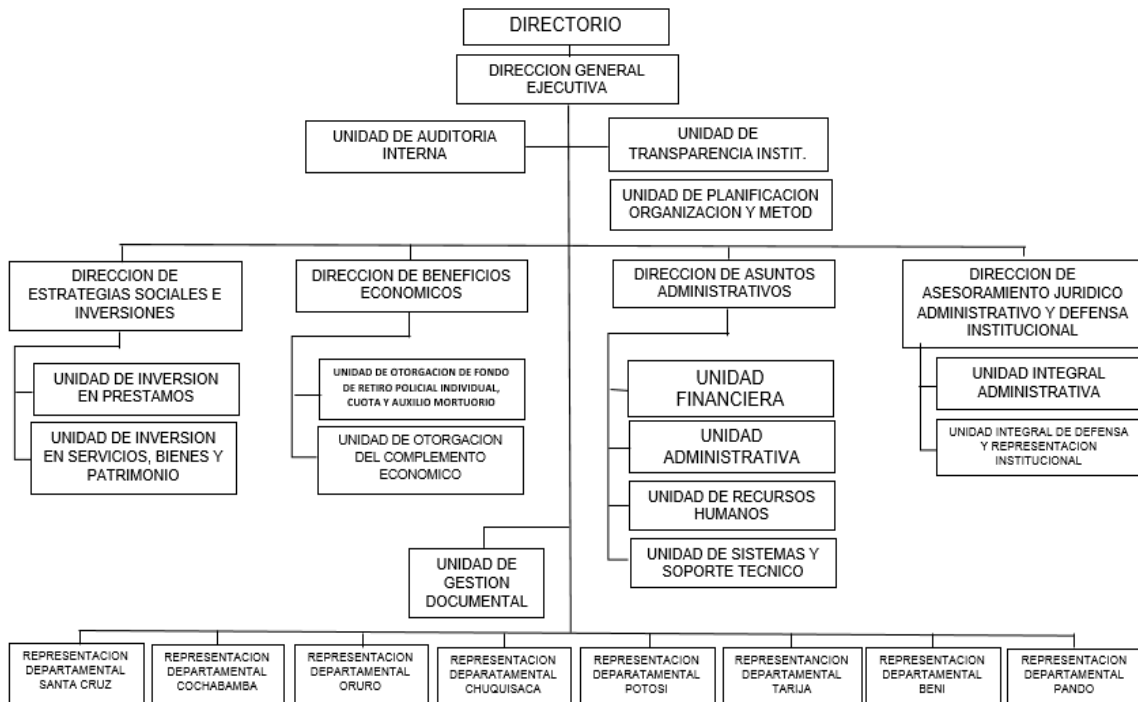 DIRECTORIO
DIRECCION GENERAL
EJECUTIVA
UNIDAD DE AUDITORIA
INTERNA
UNIDAD DE
TRANSPARENCIA INSTIT.
UNIDAD DE PLANIFICACION
ORGANIZACION Y METOD
DIRECCION DE
ESTRATEGIAS SOCIALES E
INVERSIONES
DIRECCION DE BENEFICIOS
ECONOMICOS
DIRECCION DE ASUNTOS
ADMINISTRATIVOS
DIRECCION DE
ASESORAMIENTO JURIDICO
ADMINISTRATIVO Y DEFENSA
INSTITUCIONAL
UNIDAD DE INVERSION
EN PRESTAMOS
UNIDAD DE INVERSION
EN SERVICIOS, BIENES Y
PATRIMONIO
UNIDAD DE OTORGACION DE FONDO
DE RETIRO POLICIAL INDIVIDUAL,
CUOTA Y AUXILIO MORTUORIO
UNIDAD DE OTORGACION
DEL COMPLEMENTO
ECONOMICO
UNIDAD
FINANCIERA
UNIDAD
ADMINISTRATIVA
UNIDAD DE RECURSOS
HUMANOS
UNIDAD DE SISTEMAS Y
SOPORTE TECNICO
UNIDAD INTEGRAL
ADMINISTRATIVA
UNIDAD INTEGRAL DE DEFENSA
Y REPRESENTACION
INSTITUCIONAL
UNIDAD DE
GESTION
DOCUMENTAL
REPRESENTACION
DEPARTAMENTAL
SANTA CRUZ
REPRESENTACION
DEPARTAMENTAL
COCHABAMBA
REPRESENTACION
DEPARTAMENTAL
ORURO
REPRESENTACION
DEPARATAMENTAL
CHUQUISACA
REPRESENTACION
DEPARATAMENTAL
POTOSI
REPRESENTANCION
DEPARTAMENTAL
TARIJA
REPRESENTACION
DEPARTAMENTAL
BENI
REPRESENTACION
DEPARTAMENTAL
PANDO